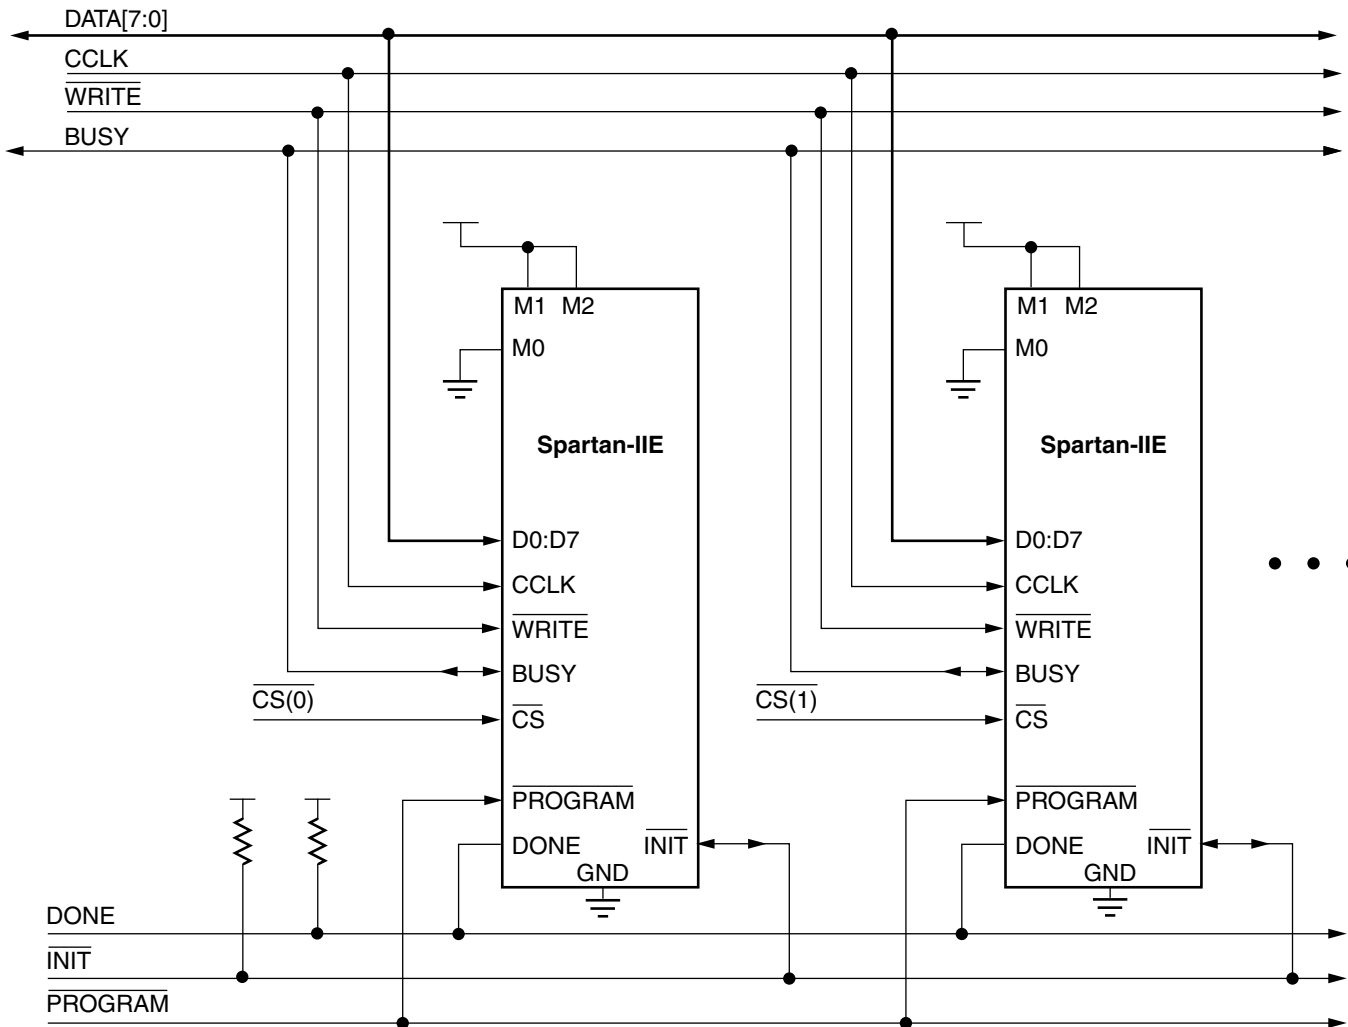 DATA[7:0]
CCLK
WRITE
BUSY
M1 M2
M0
Spartan-IIE
D0:D7
CCLK
WRITE
BUSY
CS(0)
CS
PROGRAM
DONE INIT
GND
M1 M2
M0
Spartan-IIE
D0:D7
CCLK
WRITE
BUSY
CS(1)
CS
PROGRAM
DONE INIT
GND
DONE
INIT
PROGRAM